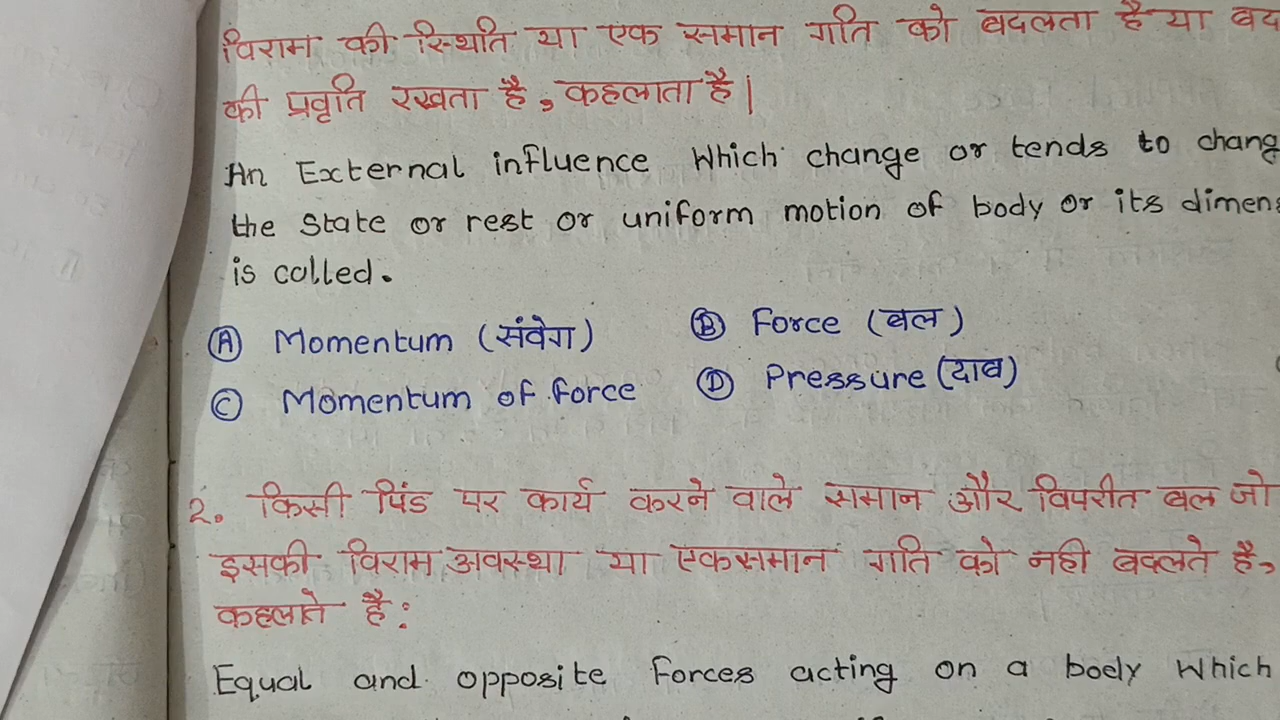 विराम की स्थिति या एक समान गति को बदलता है या
की प्रवृति रखता है, कहलाता है|
An External influence Which change or tends to
the State or rest or uniform motion of body or its
is called.
Ⓐ Momentum (संवेग) Ⓑ Force (बल)
Ⓒ Momentum of force Ⓓ Pressure (दाब)
2. किसी पिंड पर कार्य करने वाले समान और विपरीत बल जो
इसकी विराम अवस्था या एकसमान गति को नही बदलते है,
कहलाते है:
Equal and opposite forces acting on a body Which